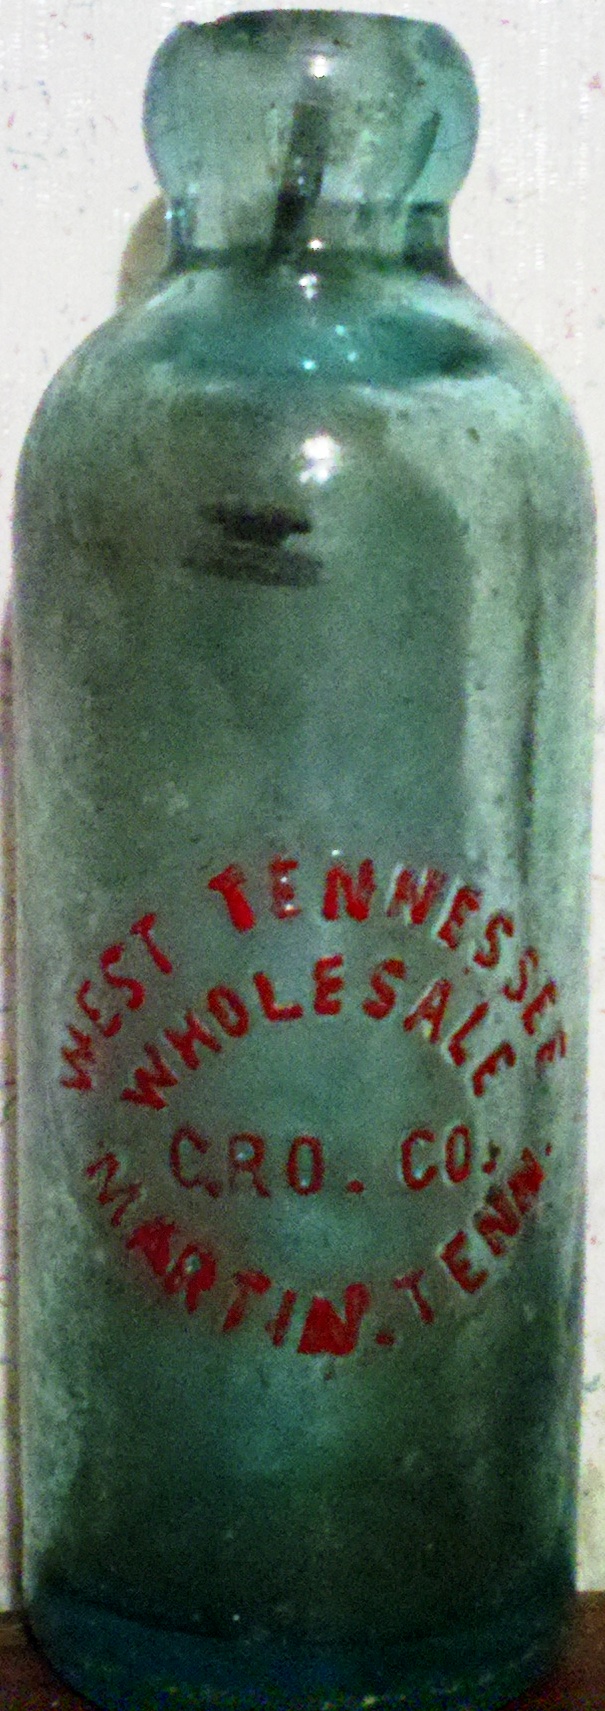 WEST TENNESSEE
WHOLESALE
GRO. CO.
MARTIN. TENN.